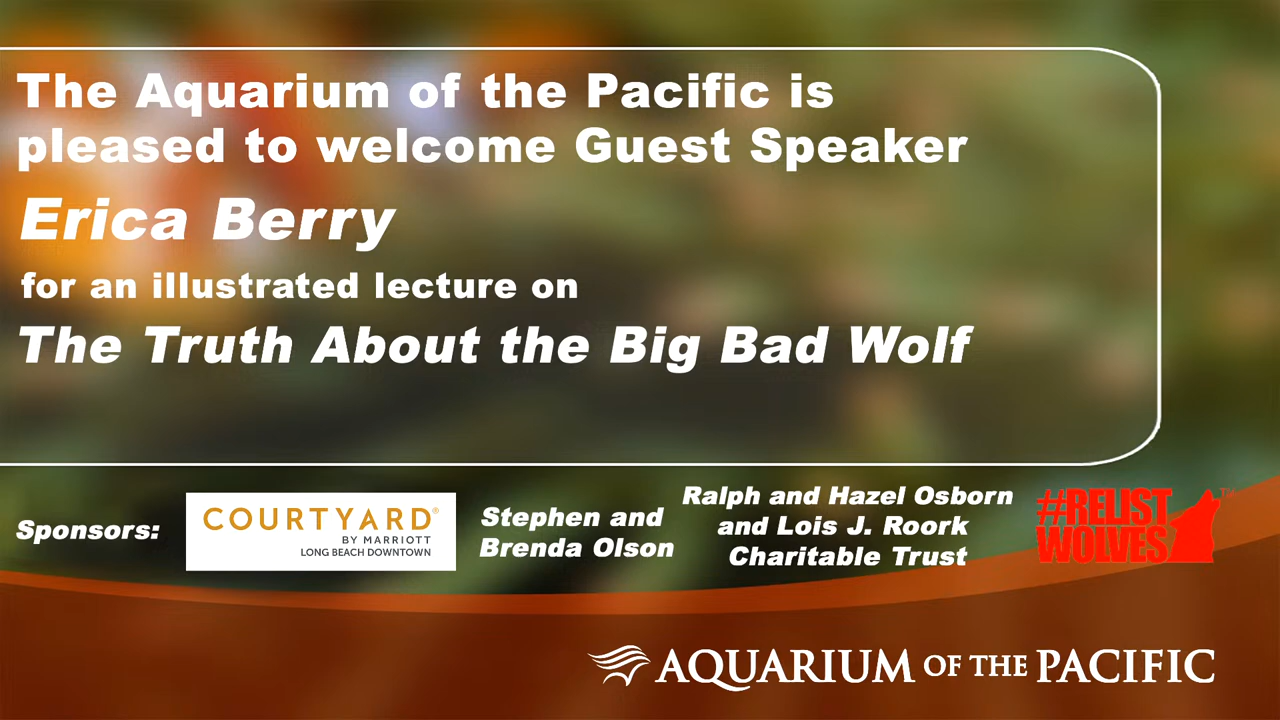 The Aquarium of the Pacific is
pleased to welcome Guest Speaker
Erica Berry
for an illustrated lecture on
The Truth About the Big Bad Wolf
Sponsors:
COURTYARD®
BY MARRIOTT
LONG BEACH DOWNTOWN
Stephen and
Brenda Olson
Ralph and Hazel Osborn
and Lois J. Roork
Charitable Trust
#RELIST
WOLVES™
AQUARIUM OF THE PACIFIC